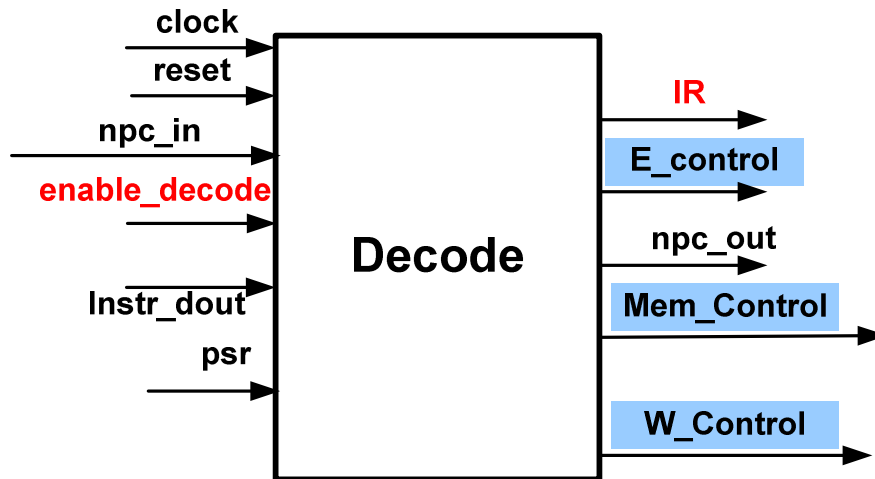 clock
reset
npc_in
enable_decode
Instr_dout
psr
Decode
IR
E_control
npc_out
Mem_Control
W_Control